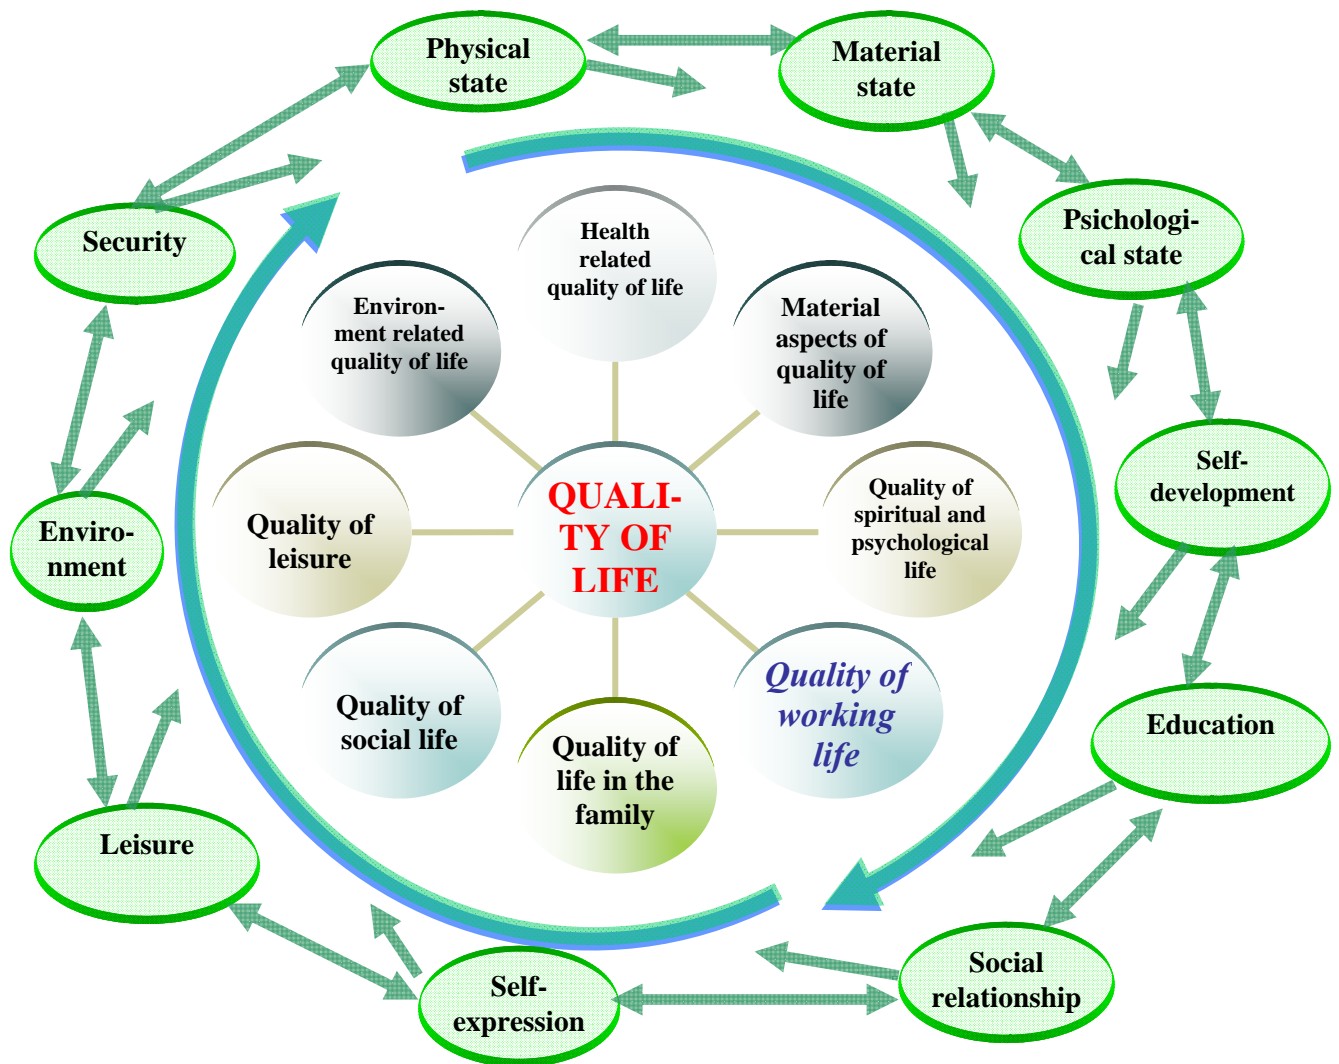 Physical
state
Material
state
Security
Psichologi-
cal state
Health
related
quality of life
Environ-
ment related
quality of life
Material
aspects of
quality of
life
Self-
development
QUALI-
TY OF
LIFE
Quality of
spiritual and
psychological
life
Quality of
leisure
Enviro-
nment
Quality of
working
life
Quality of
social life
Quality of
life in the
family
Education
Leisure
Social
relationship
Self-
expression